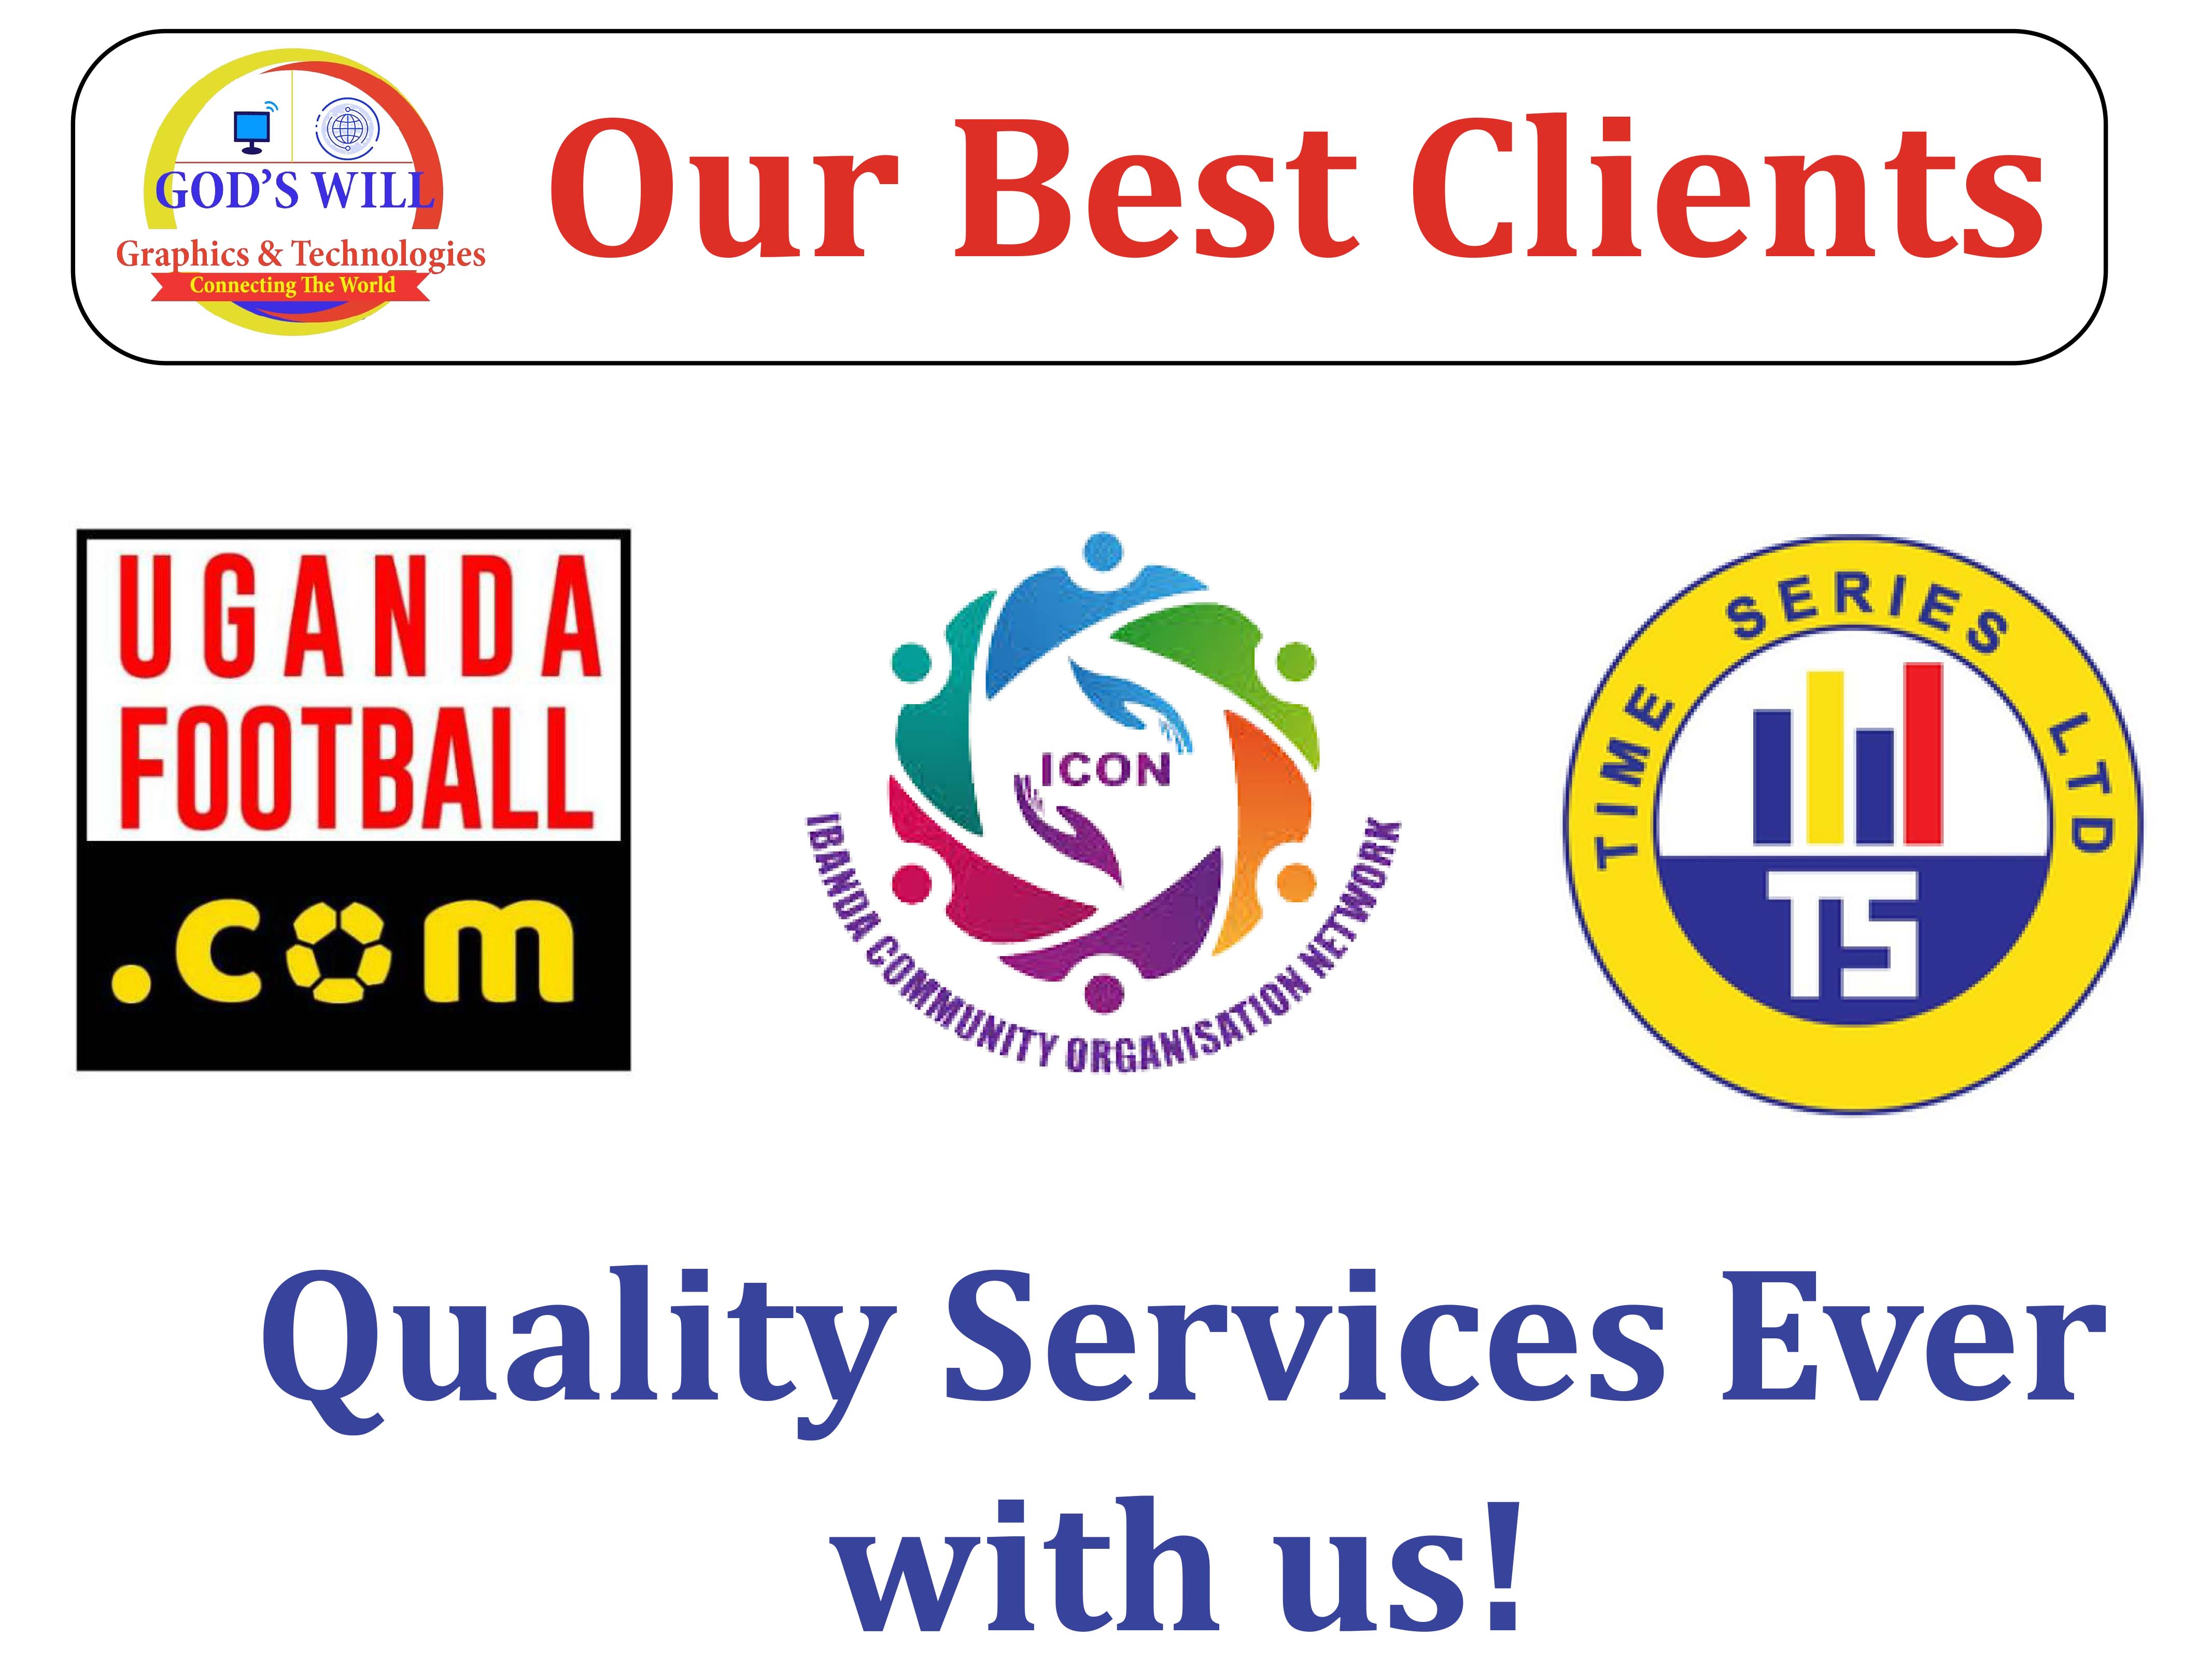 GOD'S WILL
Graphics & Technologies
Connecting The World
Our Best Clients
UGANDA
FOOTBALL
.com
ICON
IBANDA COMMUNITY ORGANISATION NETWORK
TIME SERIES LTD
TS
Quality Services Ever
with us!